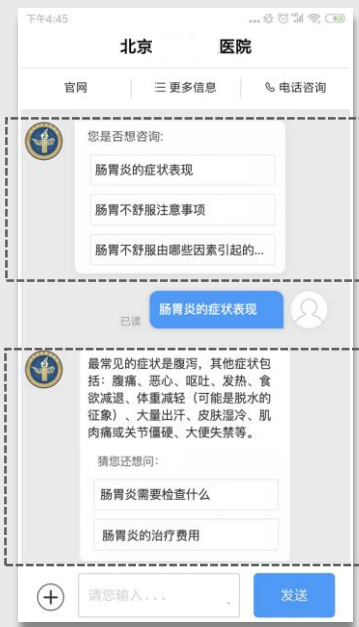 下午4:45
北京 医院
官网
更多信息
电话咨询
您是否想咨询:
肠胃炎的症状表现
肠胃不舒服注意事项
肠胃不舒服由哪些因素引起的...
肠胃炎的症状表现
已读
最常见的症状是腹泻，其他症状包
括：腹痛、恶心、呕吐、发热、食
欲减退、体重减轻（可能是脱水的
征象）、大量出汗、皮肤湿冷、肌
肉痛或关节僵硬、大便失禁等。
猜您还想问：
肠胃炎需要检查什么
肠胃炎的治疗费用
请您输入...
发送